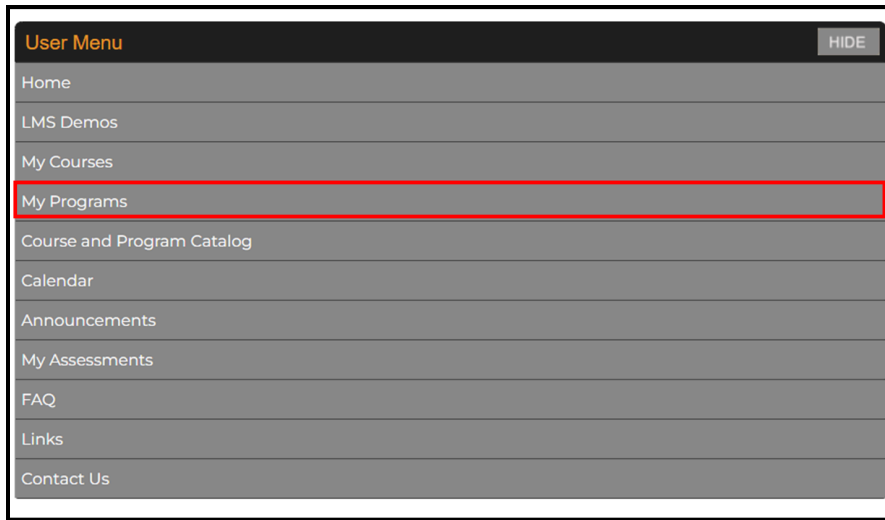 User Menu HIDE
Home
LMS Demos
My Courses
My Programs
Course and Program Catalog
Calendar
Announcements
My Assessments
FAQ
Links
Contact Us